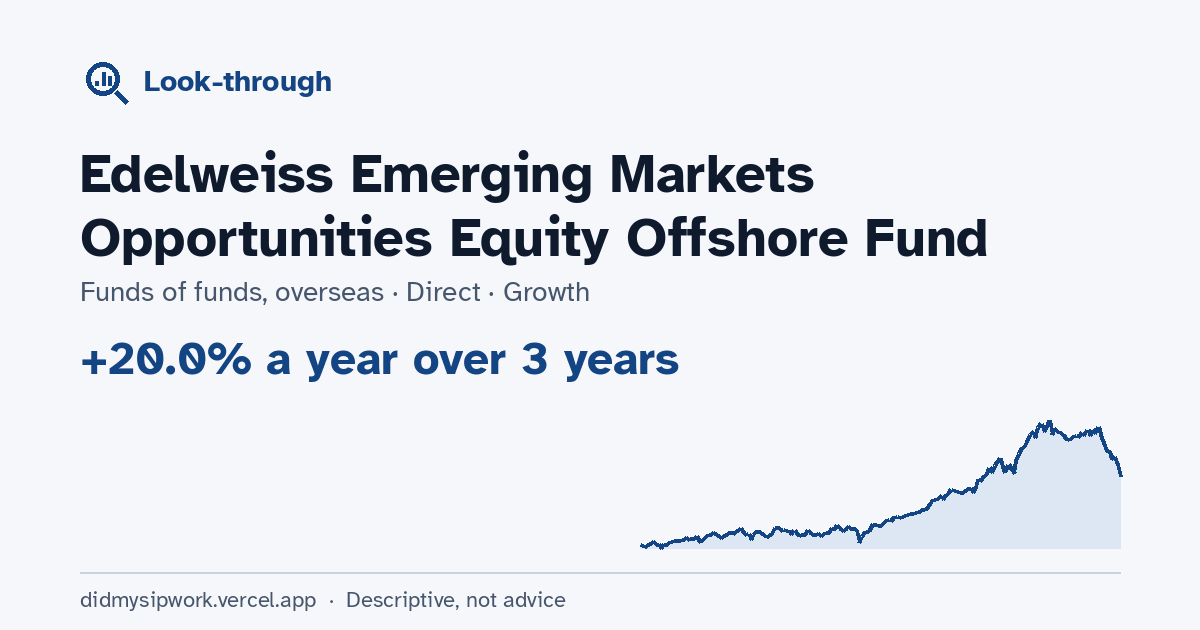 Look-through
Edelweiss Emerging Markets
Opportunities Equity Offshore Fund
Funds of funds, overseas · Direct · Growth
+20.0% a year over 3 years
didmysipwork.vercel.app · Descriptive, not advice